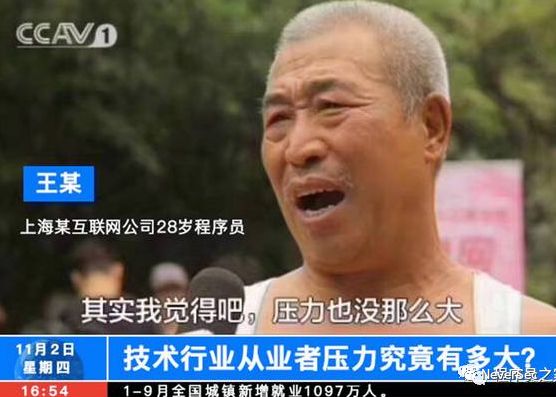 CCAV1
王某
上海某互联网公司28岁程序员
其实我觉得吧，压力也没那么大
11月2日
星期四
技术行业从业者压力究竟有多大?
16:54
1-9月全国城镇新增就业1097万人。